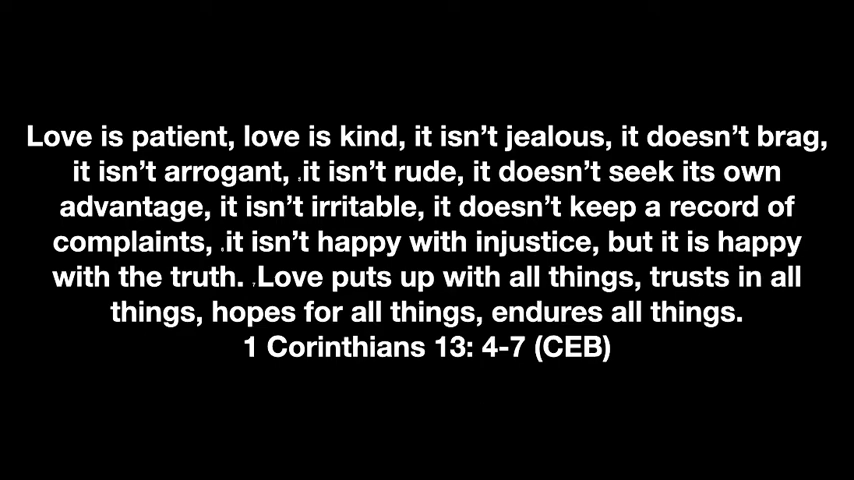 Love is patient, love is kind, it isn’t jealous, it doesn’t brag,
it isn’t arrogant, it isn’t rude, it doesn’t seek its own
advantage, it isn’t irritable, it doesn’t keep a record of
complaints, it isn’t happy with injustice, but it is happy
with the truth. Love puts up with all things, trusts in all
things, hopes for all things, endures all things.
1 Corinthians 13: 4-7 (CEB)